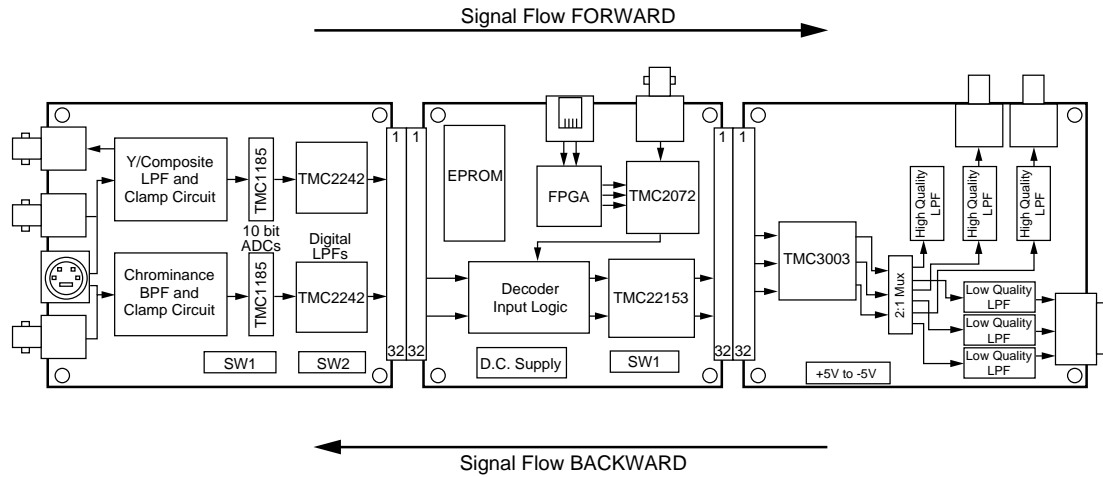 Signal Flow FORWARD
Y/Composite
LPF and
Clamp Circuit
TMC1185
TMC2242
10 bit
ADCs
Digital
LPFs
Chrominance
BPF and
Clamp Circuit
TMC1185
TMC2242
SW1
SW2
1
1
32
32
EPROM
FPGA
TMC2072
Decoder
Input Logic
TMC22153
D.C. Supply
SW1
1
1
32
32
TMC3003
2:1 Mux
High Quality
LPF
High Quality
LPF
High Quality
LPF
Low Quality
LPF
Low Quality
LPF
Low Quality
LPF
+5V to -5V
Signal Flow BACKWARD